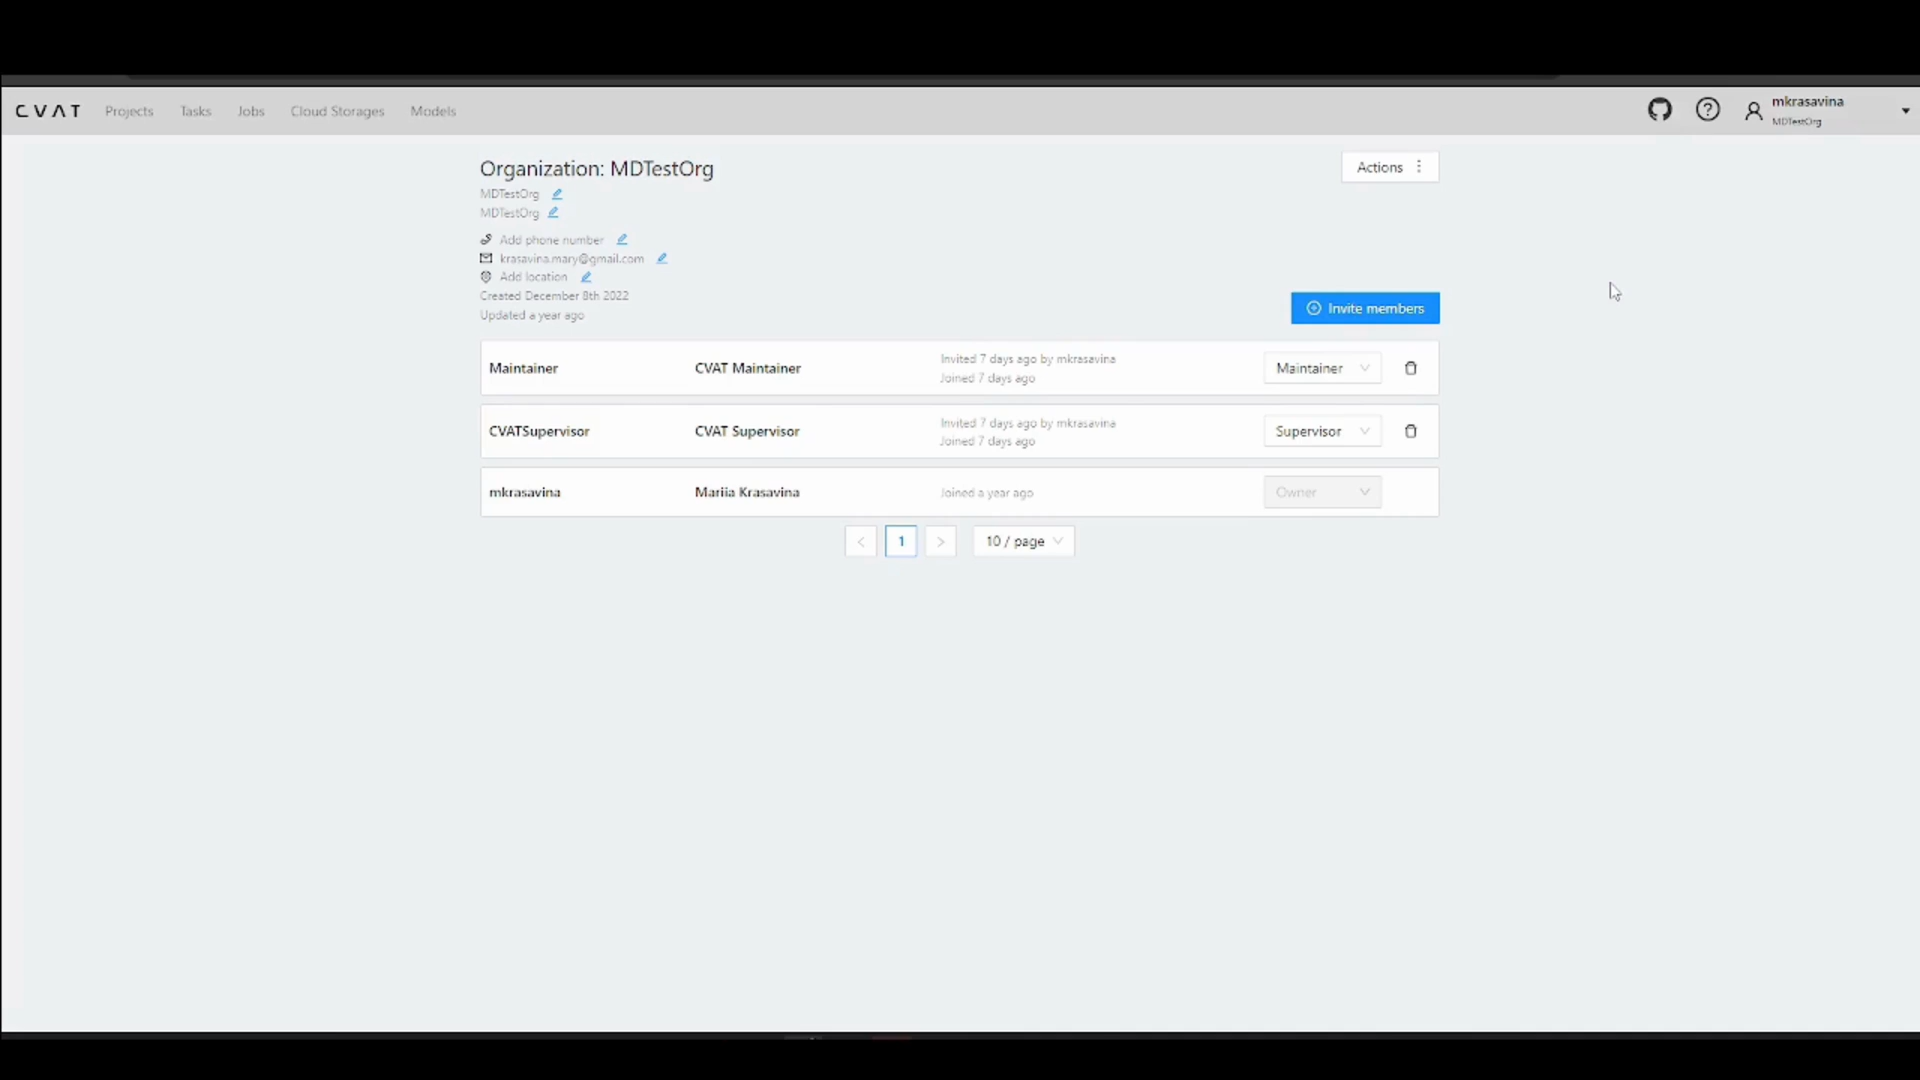 CVAT Projects Tasks Jobs Cloud Storages Models mkrasavina
MDTestOrg
Organization: MDTestOrg Actions
MDTestOrg
MDTestOrg
Add phone number
krasavina.mary@gmail.com
Add location
Created December 8th 2022
Updated a year ago
Invite members
Maintainer CVAT Maintainer Invited 7 days ago by mkrasavina Maintainer
Joined 7 days ago
CVATSupervisor CVAT Supervisor Invited 7 days ago by mkrasavina Supervisor
Joined 7 days ago
mkrasavina Mariia Krasavina Joined a year ago Owner
< 1 > 10 / page